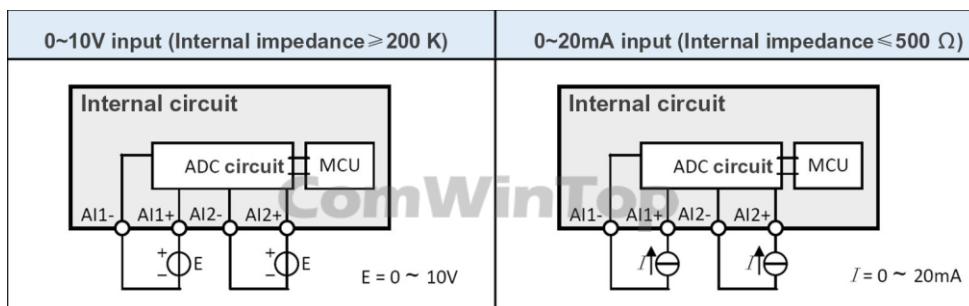 0~10V input (Internal impedance≥200 K)
0~20mA input (Internal impedance≤500 Ω)
Internal circuit
ADC circuit
MCU
AI1-
AI1+
AI2-
AI2+
+
−
E
+
−
E
E = 0 ~ 10V
Internal circuit
ADC circuit
MCU
AI1-
AI1+
AI2-
AI2+
I
I
I = 0 ~ 20mA
ComWinTop